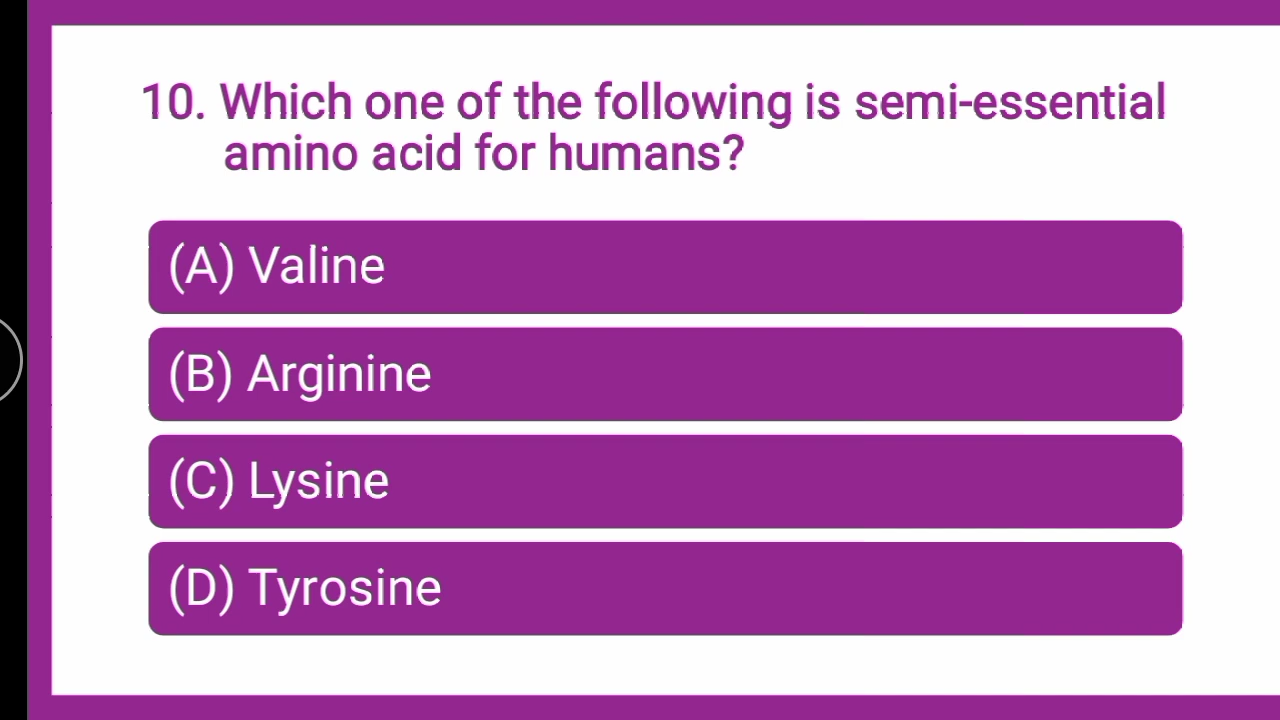 10. Which one of the following is semi-essential
amino acid for humans?
(A) Valine
(B) Arginine
(C) Lysine
(D) Tyrosine